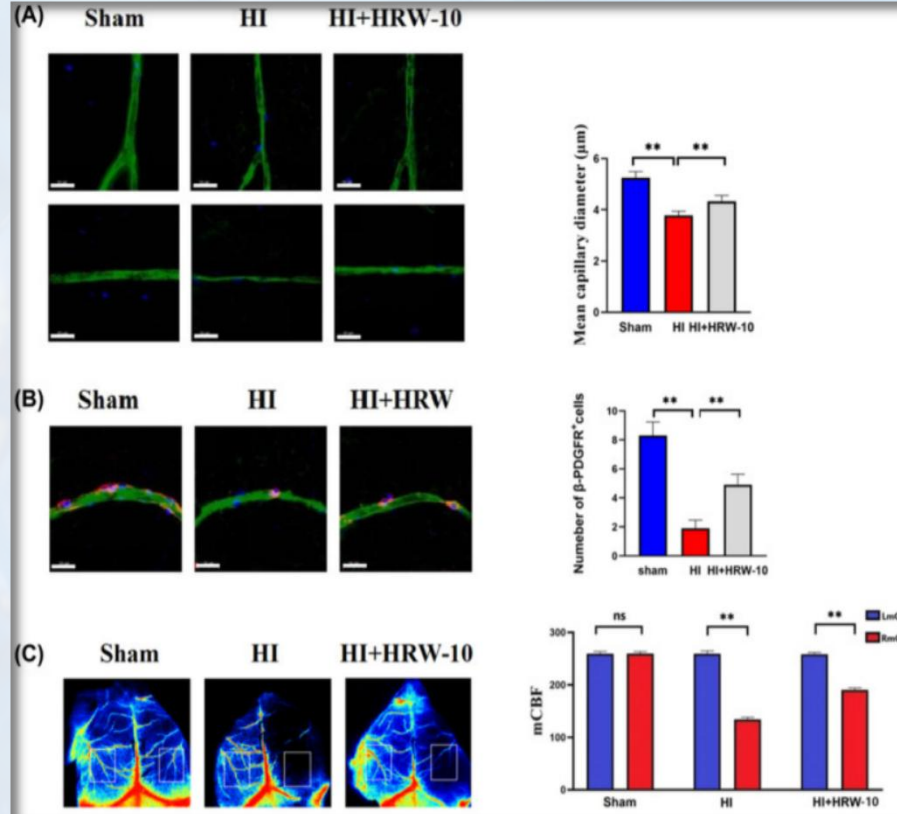 (A)
Sham HI HI+HRW-10
Mean capillary diameter (μm)
6
4
2
0
** **
Sham HI HI+HRW-10
(B)
Sham HI HI+HRW
Numeber of β-PDGFR⁺cells
10
8
6
4
2
0
** **
sham HI HI+HRW-10
(C)
Sham HI HI+HRW-10
mCBF
300
200
100
0
ns ** **
Sham HI HI+HRW-10